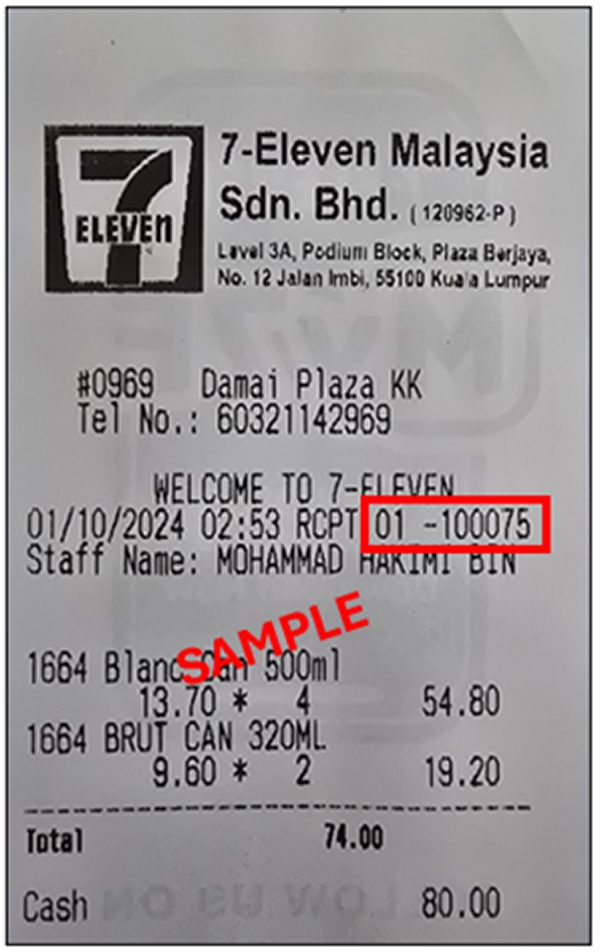 7
ELEVEN
7-Eleven Malaysia
Sdn. Bhd. (120962-P)
Level 3A, Podium Block, Plaza Berjaya,
No. 12 Jalan Imbi, 55100 Kuala Lumpur
#0969 Damai Plaza KK
Tel No.: 60321142969
WELCOME TO 7-ELEVEN
01/10/2024 02:53 RCPT 01 -100075
Staff Name: MOHAMMAD HAKIMI BIN
SAMPLE
1664 Blanc Can 500ml
13.70 * 4 54.80
1664 BRUT CAN 320ML
9.60 * 2 19.20
Total 74.00
Cash 80.00